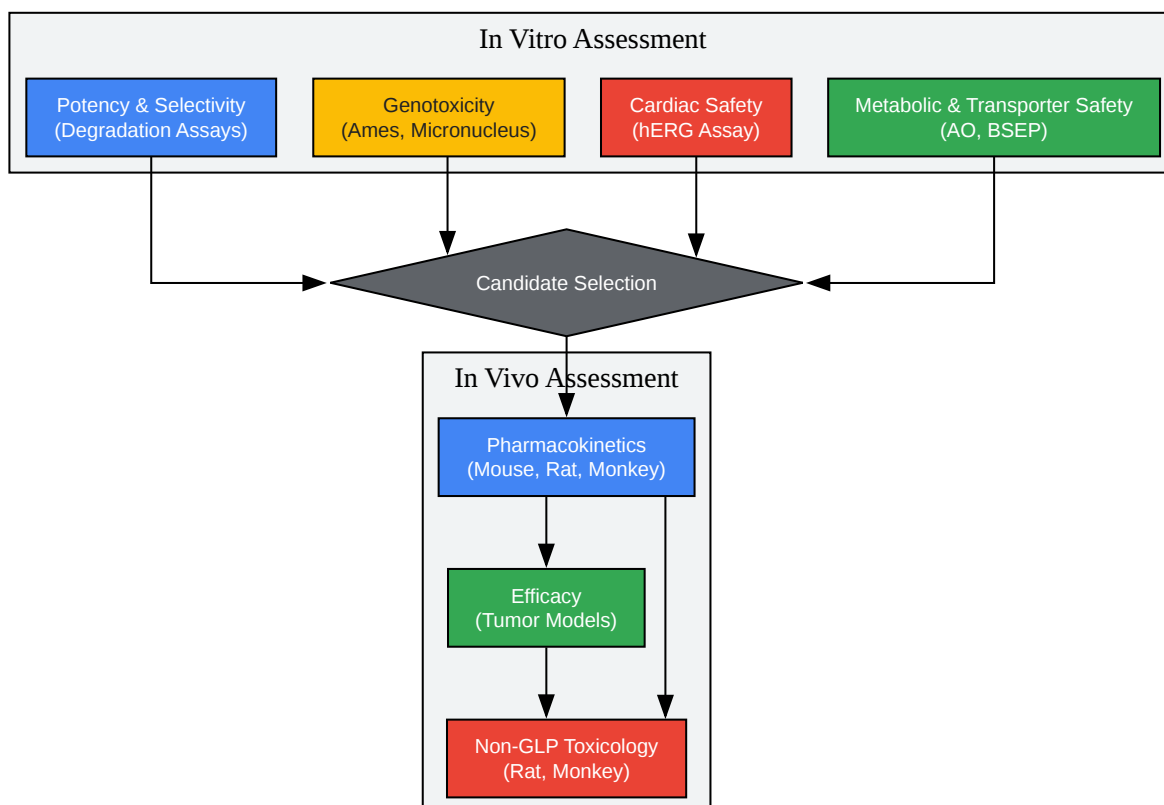 In Vitro Assessment
Potency & Selectivity
(Degradation Assays)
Genotoxicity
(Ames, Micronucleus)
Cardiac Safety
(hERG Assay)
Metabolic & Transporter Safety
(AO, BSEP)
Candidate Selection
In Vivo Assessment
Pharmacokinetics
(Mouse, Rat, Monkey)
Efficacy
(Tumor Models)
Non-GLP Toxicology
(Rat, Monkey)